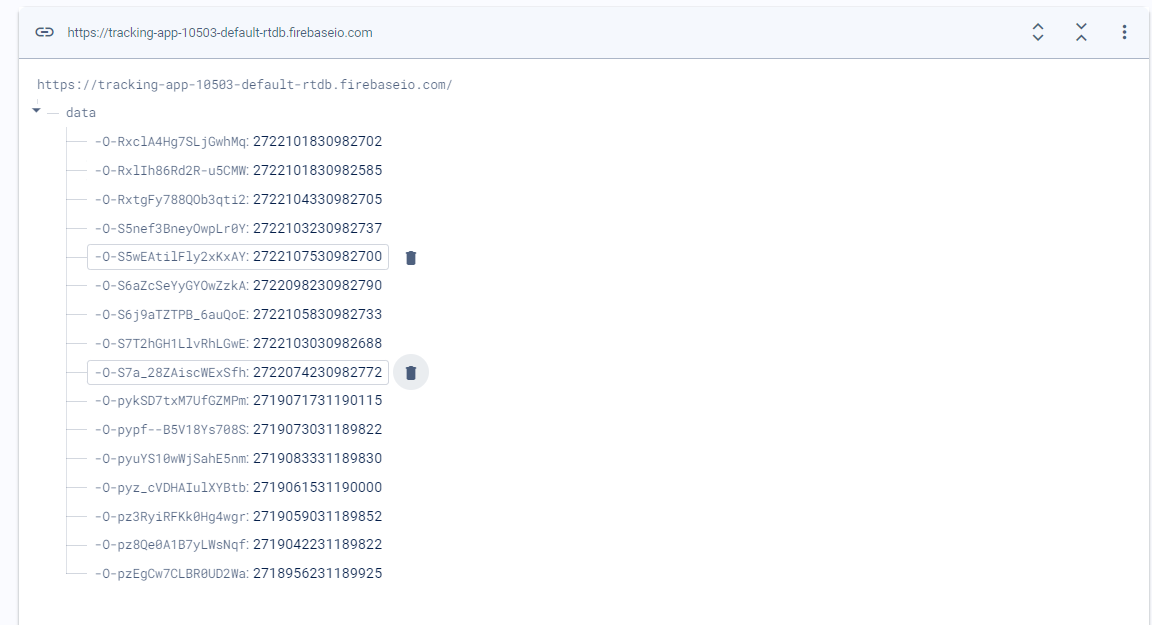 https://tracking-app-10503-default-rtdb.firebaseio.com
https://tracking-app-10503-default-rtdb.firebaseio.com/
data
-O-RxclA4Hg7SLjGwhMq: 2722101830982702
-O-RxlIh86Rd2R-u5CMW: 2722101830982585
-O-RxtgFy788QOb3qti2: 2722104330982705
-O-S5nef3BneyOwpLr0Y: 2722103230982737
-O-S5wEAtilFly2xKxAY: 2722107530982700
-O-S6aZcSeYyGYOwZzkA: 2722098230982790
-O-S6j9aTZTPB_6auQoE: 2722105830982733
-O-S7T2hGH1LlvRhLGwE: 2722103030982688
-O-S7a_28ZAiscWExSfh: 2722074230982772
-O-pykSD7txM7UfGZMPm: 2719071731190115
-O-pypf--B5V18Ys708S: 2719073031189822
-O-pyuYS10wWjSahE5nm: 2719083331189830
-O-pyz_cVDHAIulXYBtb: 2719061531190000
-O-pz3RyiRFKk0Hg4wgr: 2719059031189852
-O-pz8Qe0A1B7yLWsNqf: 2719042231189822
-O-pzEgCw7CLBR0UD2Wa: 2718956231189925